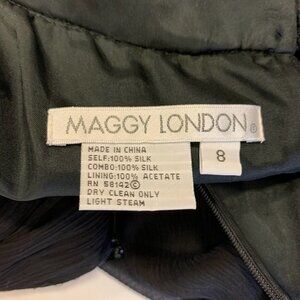 MAGGY LONDON®
8
MADE IN CHINA
SELF:100% SILK
COMBO:100% SILK
LINING:100% ACETATE
RN 58142 ©
DRY CLEAN ONLY
LIGHT STEAM